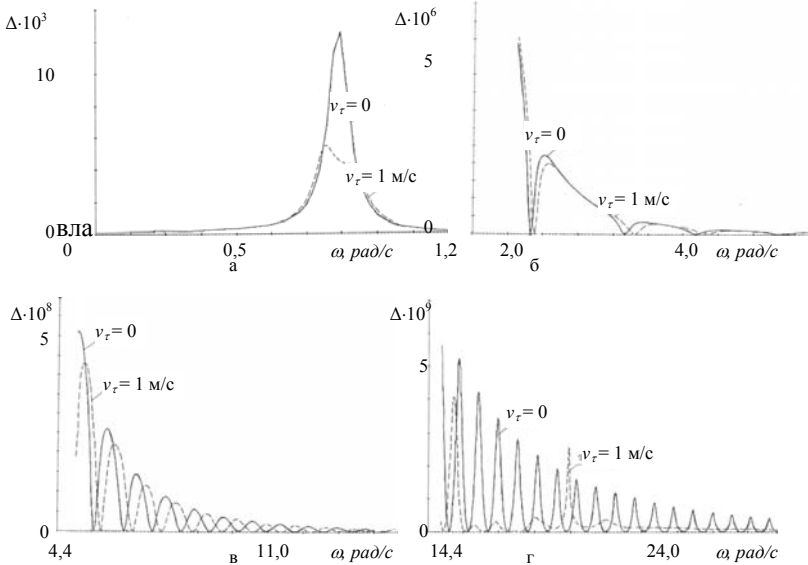 Δ·10³
10
v_τ = 0
v_τ = 1 м/с
0
вла
0
0,5
1,2
ω, рад/с
а
Δ·10⁶
5
v_τ = 0
v_τ = 1 м/с
0
2,0
4,0
ω, рад/с
б
Δ·10⁸
5
v_τ = 0
v_τ = 1 м/с
0
4,4
11,0
ω, рад/с
в
Δ·10⁹
5
v_τ = 0
v_τ = 1 м/с
0
14,4
24,0
ω, рад/с
г